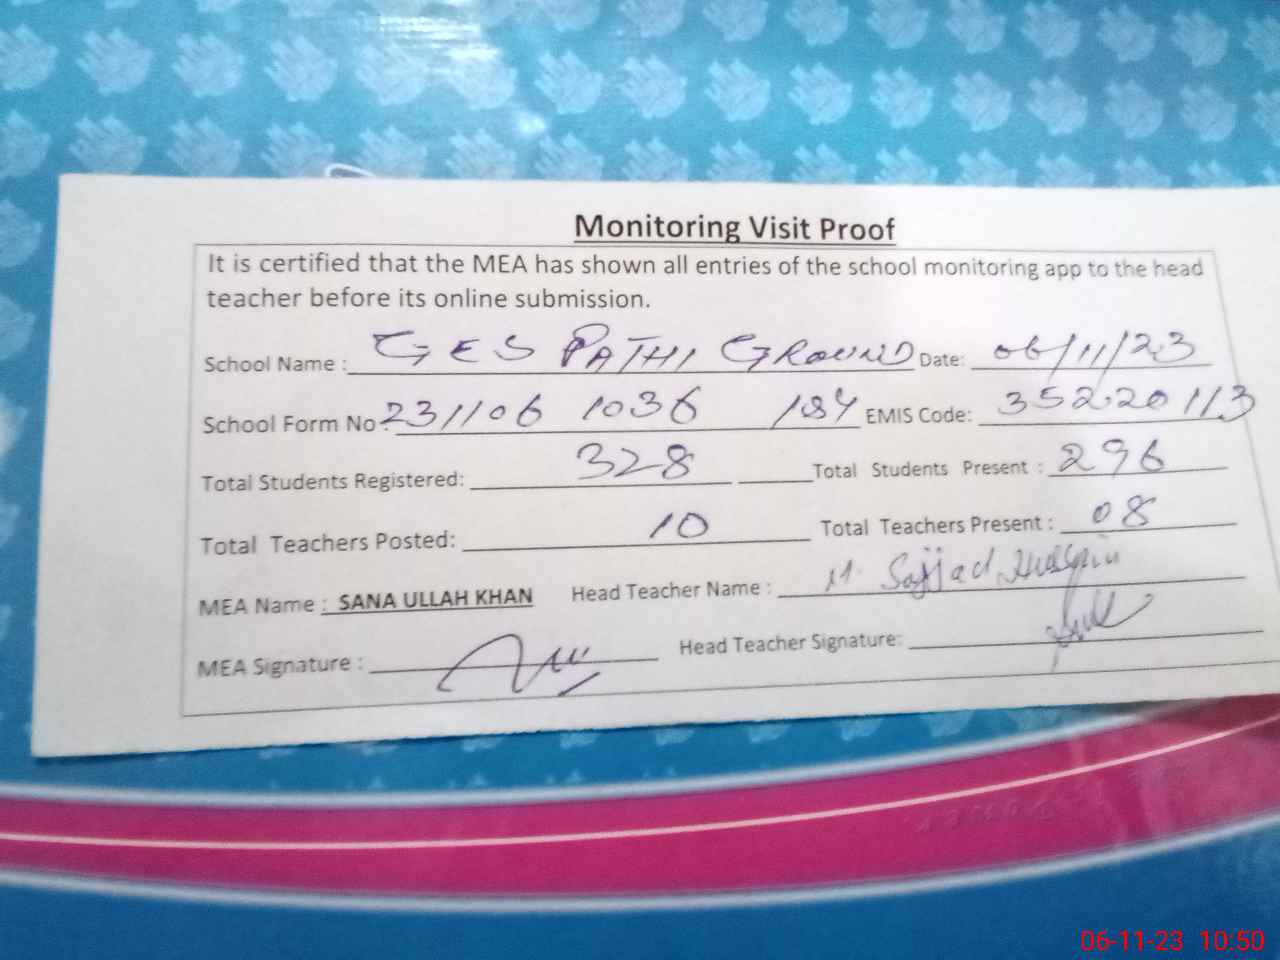 Monitoring Visit Proof
It is certified that the MEA has shown all entries of the school monitoring app to the head
teacher before its online submission.
School Name : GES PATHI GROUND Date: 06/11/23
School Form No : 231106 1036 184 EMIS Code: 35220113
Total Students Registered: 328 Total Students Present : 296
Total Teachers Posted: 10 Total Teachers Present : 08
MEA Name : SANA ULLAH KHAN Head Teacher Name : M. Sajjad Hussain
MEA Signature : Head Teacher Signature:
06-11-23 10:50